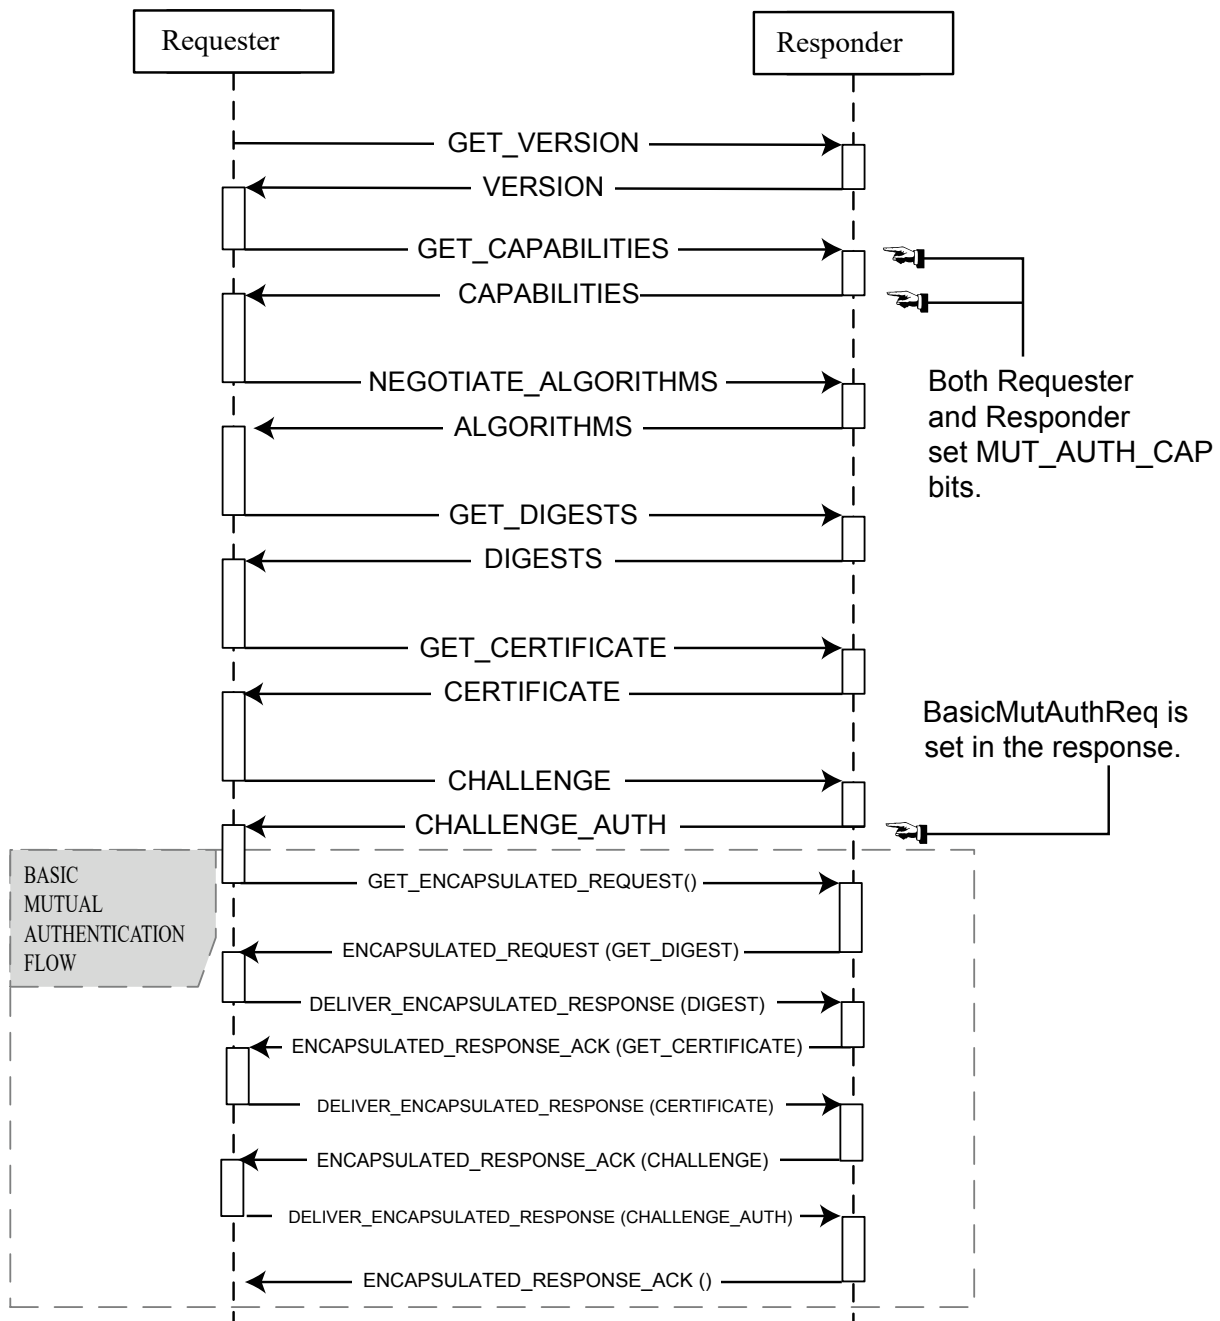 Requester
Responder
GET_VERSION
VERSION
GET_CAPABILITIES
CAPABILITIES
Both Requester
and Responder
set MUT_AUTH_CAP
bits.
NEGOTIATE_ALGORITHMS
ALGORITHMS
GET_DIGESTS
DIGESTS
GET_CERTIFICATE
CERTIFICATE
BasicMutAuthReq is
set in the response.
CHALLENGE
CHALLENGE_AUTH
BASIC
MUTUAL
AUTHENTICATION
FLOW
GET_ENCAPSULATED_REQUEST()
ENCAPSULATED_REQUEST (GET_DIGEST)
DELIVER_ENCAPSULATED_RESPONSE (DIGEST)
ENCAPSULATED_RESPONSE_ACK (GET_CERTIFICATE)
DELIVER_ENCAPSULATED_RESPONSE (CERTIFICATE)
ENCAPSULATED_RESPONSE_ACK (CHALLENGE)
DELIVER_ENCAPSULATED_RESPONSE (CHALLENGE_AUTH)
ENCAPSULATED_RESPONSE_ACK ()